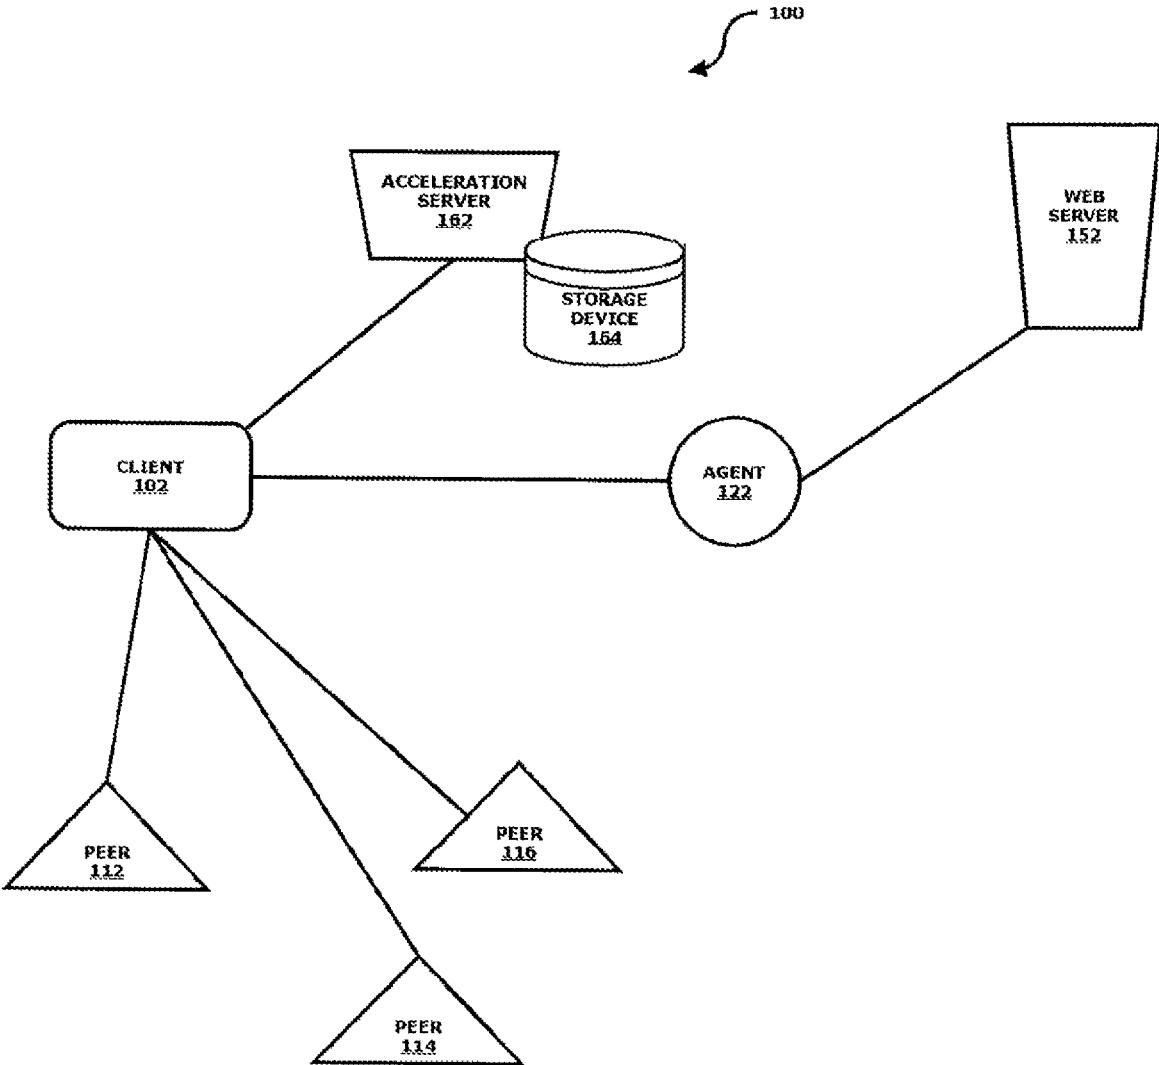 100
ACCELERATION
SERVER
162
WEB
SERVER
152
STORAGE
DEVICE
164
CLIENT
102
AGENT
122
PEER
116
PEER
112
PEER
114